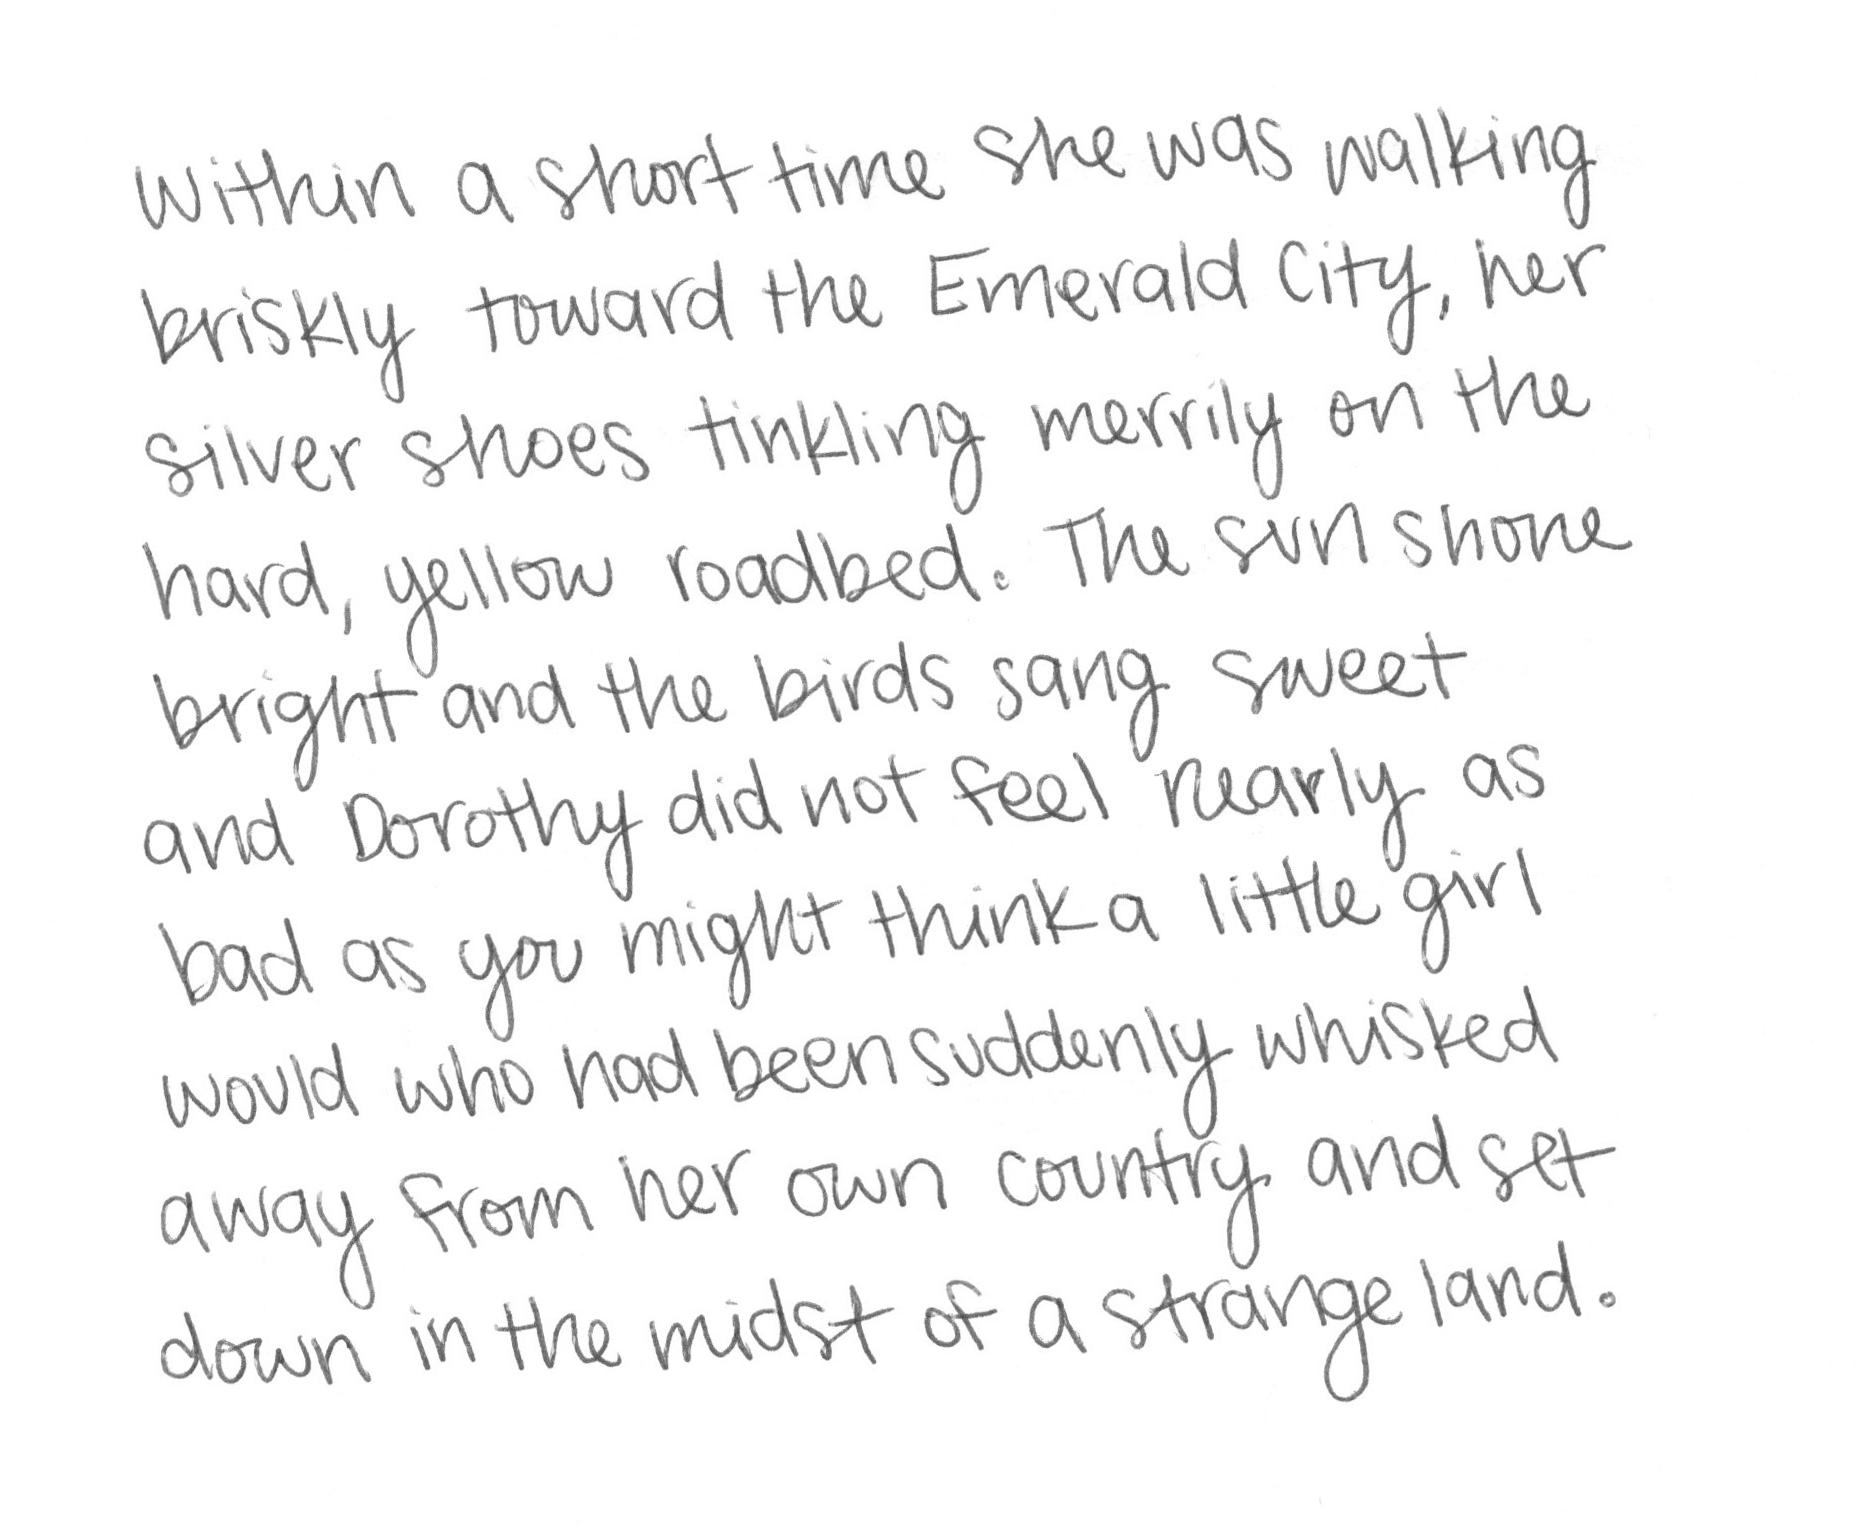 Within a short time she was walking
briskly toward the Emerald City, her
silver shoes tinkling merrily on the
hard, yellow roadbed. The sun shone
bright and the birds sang sweet
and Dorothy did not feel nearly as
bad as you might think a little girl
would who had been suddenly whisked
away from her own country and set
down in the midst of a strange land.